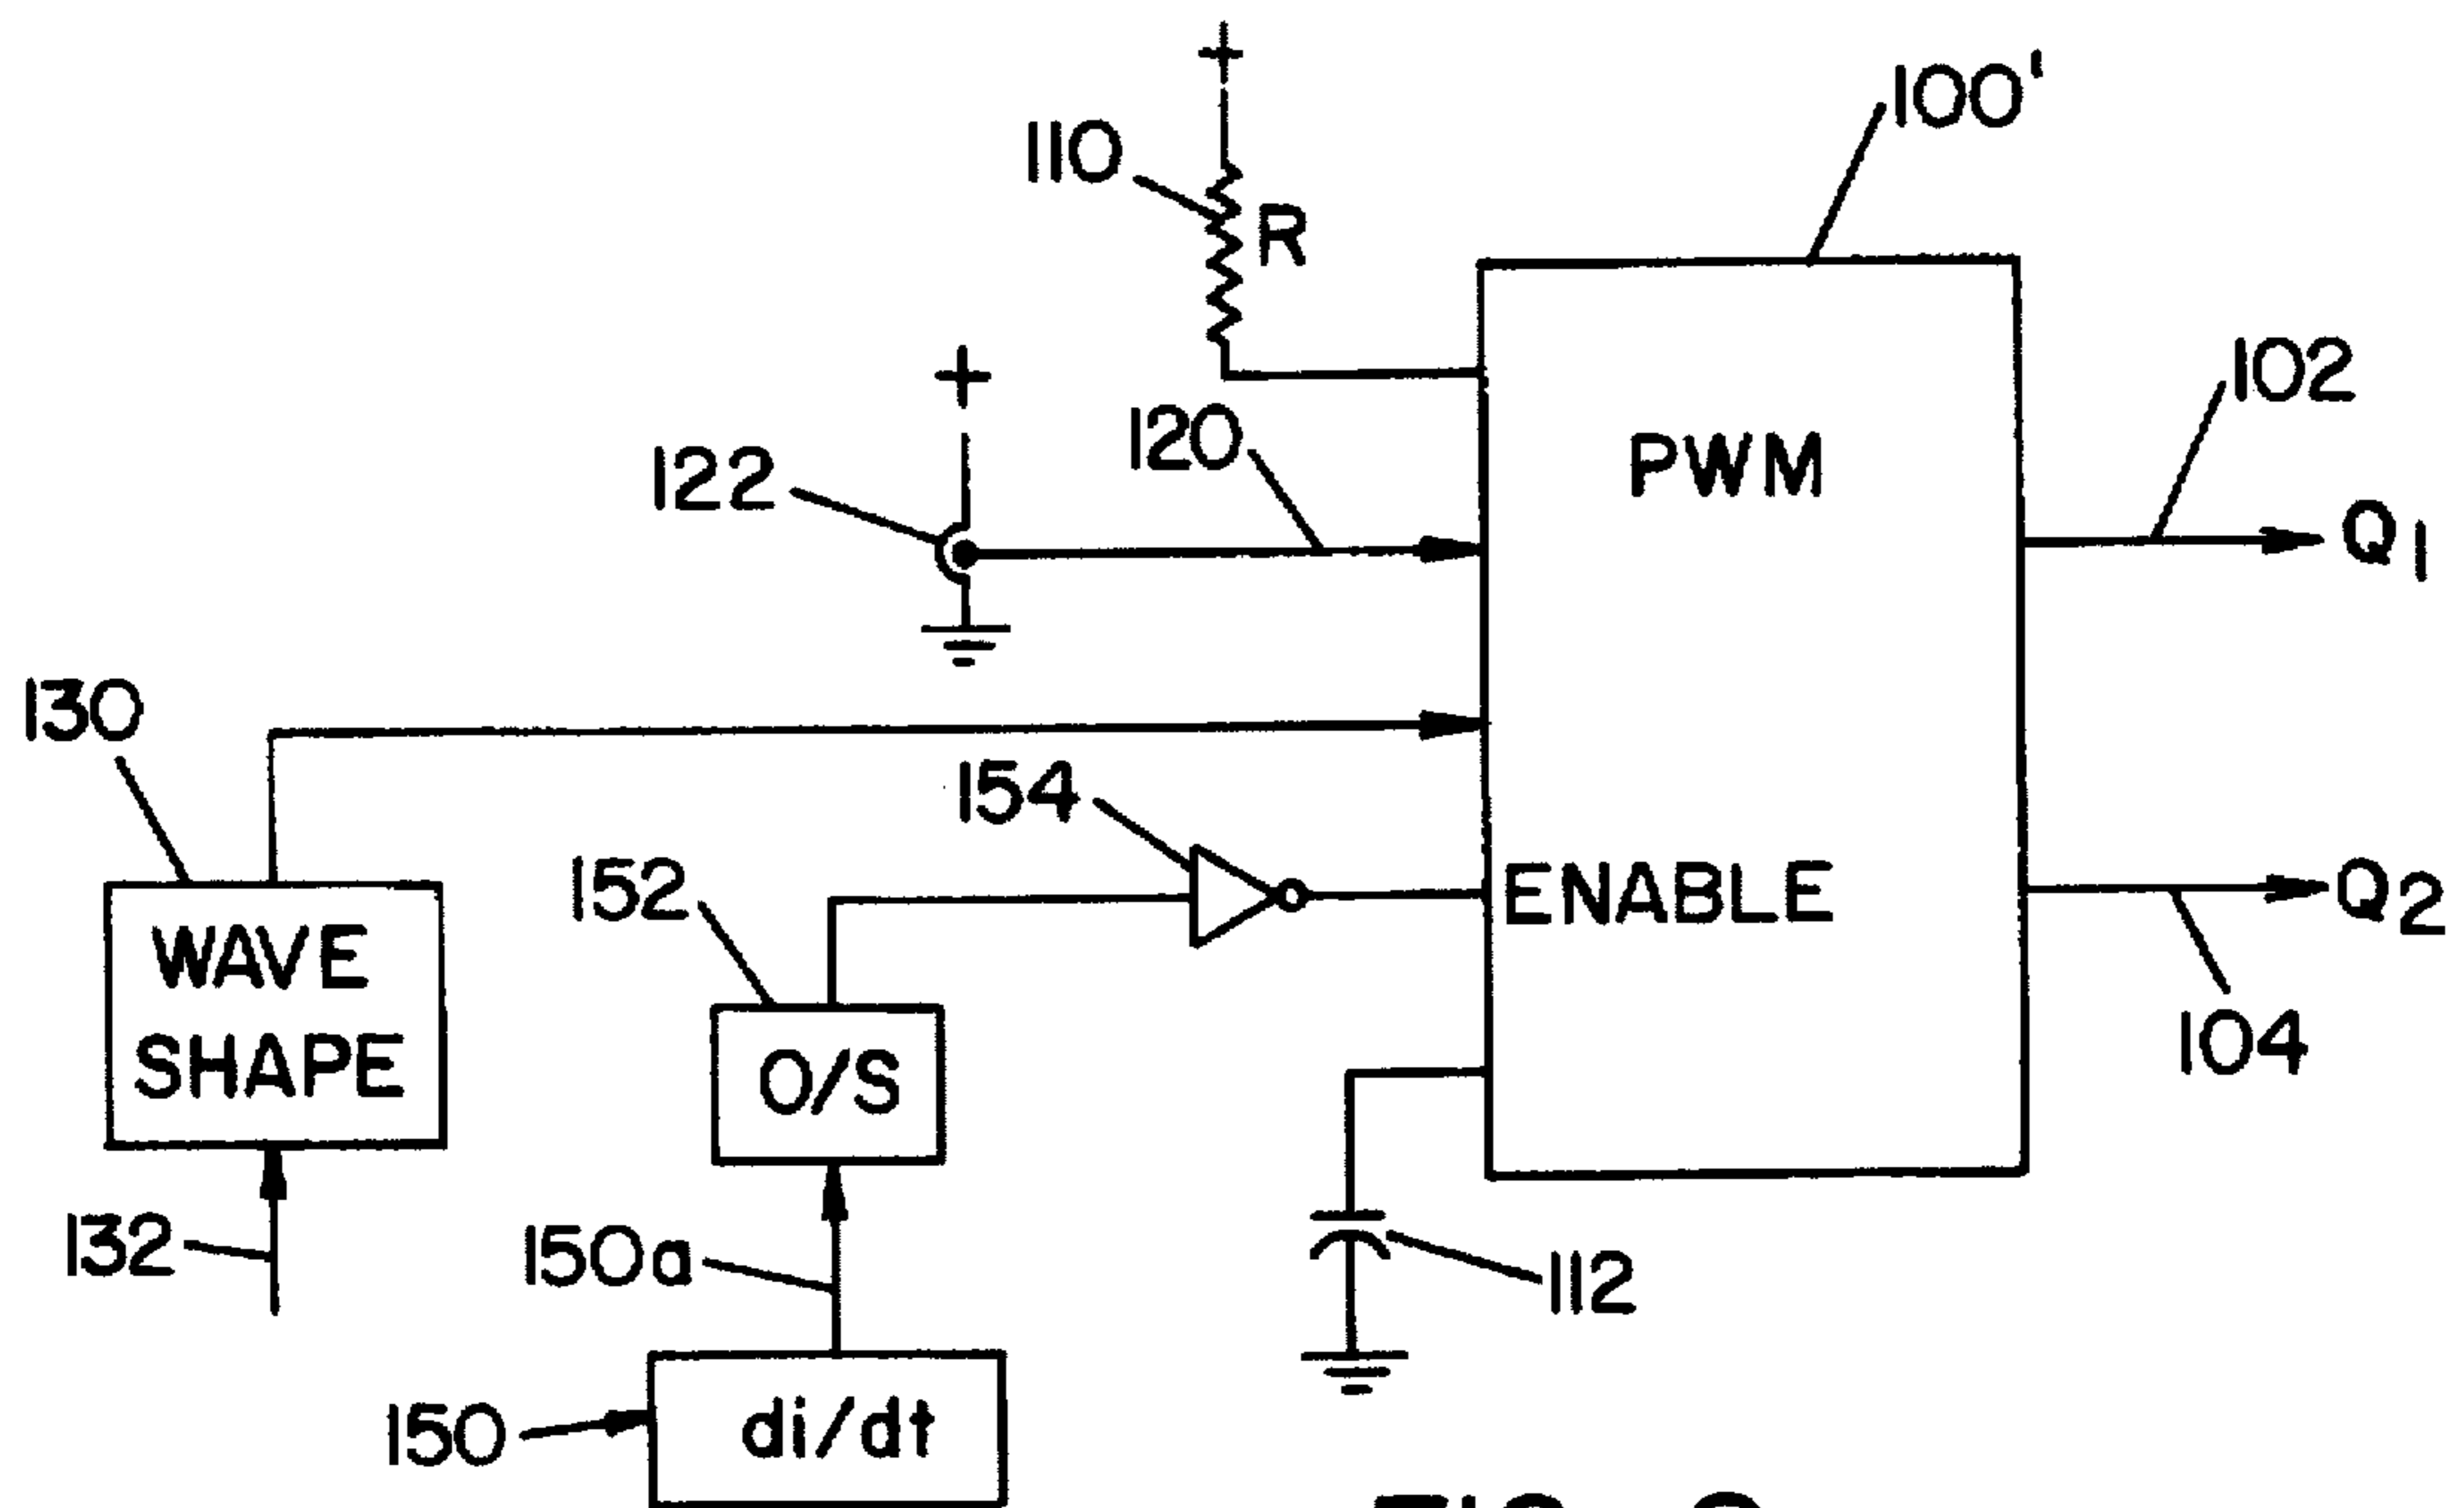 100'
110
R
102
120
122
PWM
Q1
130
154
152
ENABLE
Q2
WAVE
SHAPE
O/S
104
132
150a
112
150
di/dt